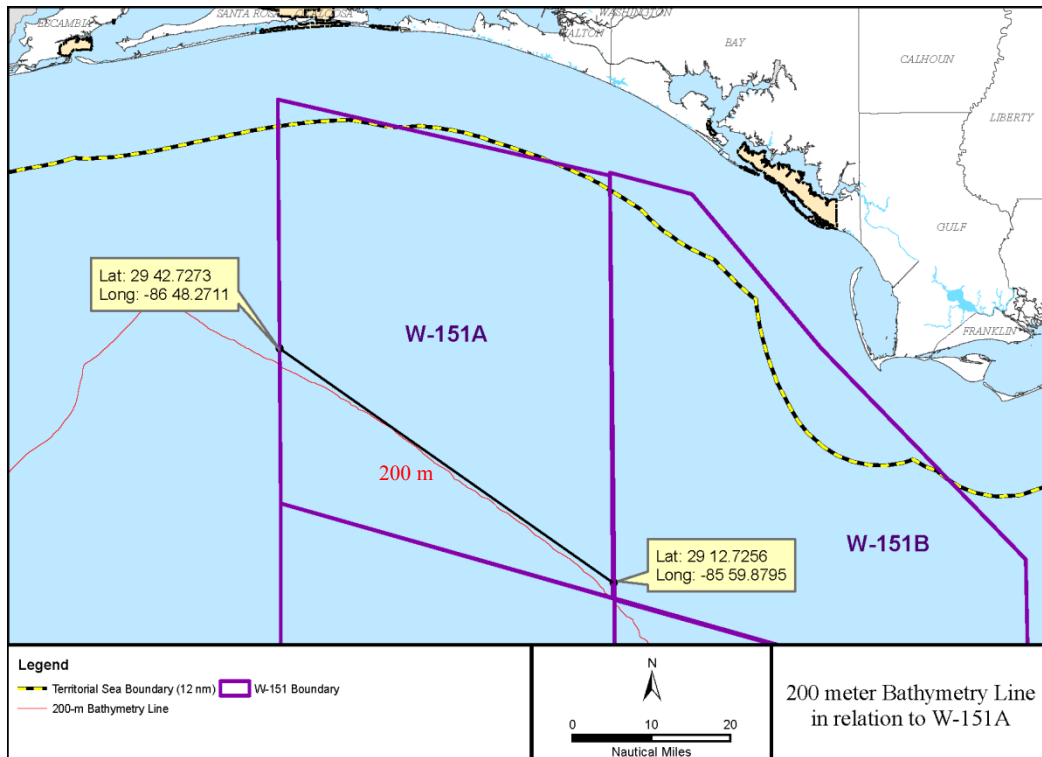 ESCAMBIA
SANTA ROSA
OKALOOSA
WASHINGTON
WALTON
BAY
CALHOUN
LIBERTY
GULF
FRANKLIN
Lat: 29 42.7273
Long: -86 48.2711
W-151A
200 m
Lat: 29 12.7256
Long: -85 59.8795
W-151B
Legend
Territorial Sea Boundary (12 nm)
W-151 Boundary
200-m Bathymetry Line
N
0 10 20
Nautical Miles
200 meter Bathymetry Line
in relation to W-151A